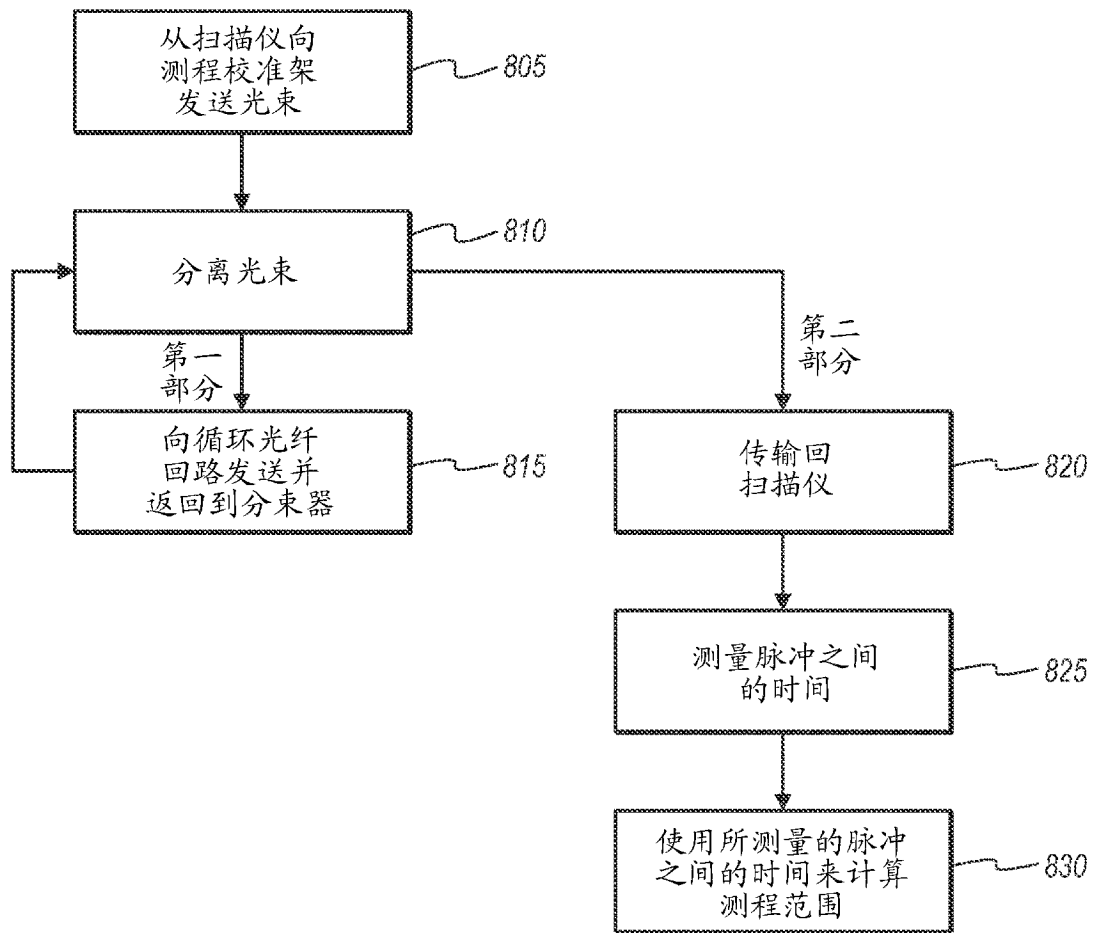 从扫描仪向
测程校准架
发送光束
805
分离光束
810
第一
部分
第二
部分
向循环光纤
回路发送并
返回到分束器
815
传输回
扫描仪
820
测量脉冲之间
的时间
825
使用所测量的脉冲
之间的时间来计算
测程范围
830